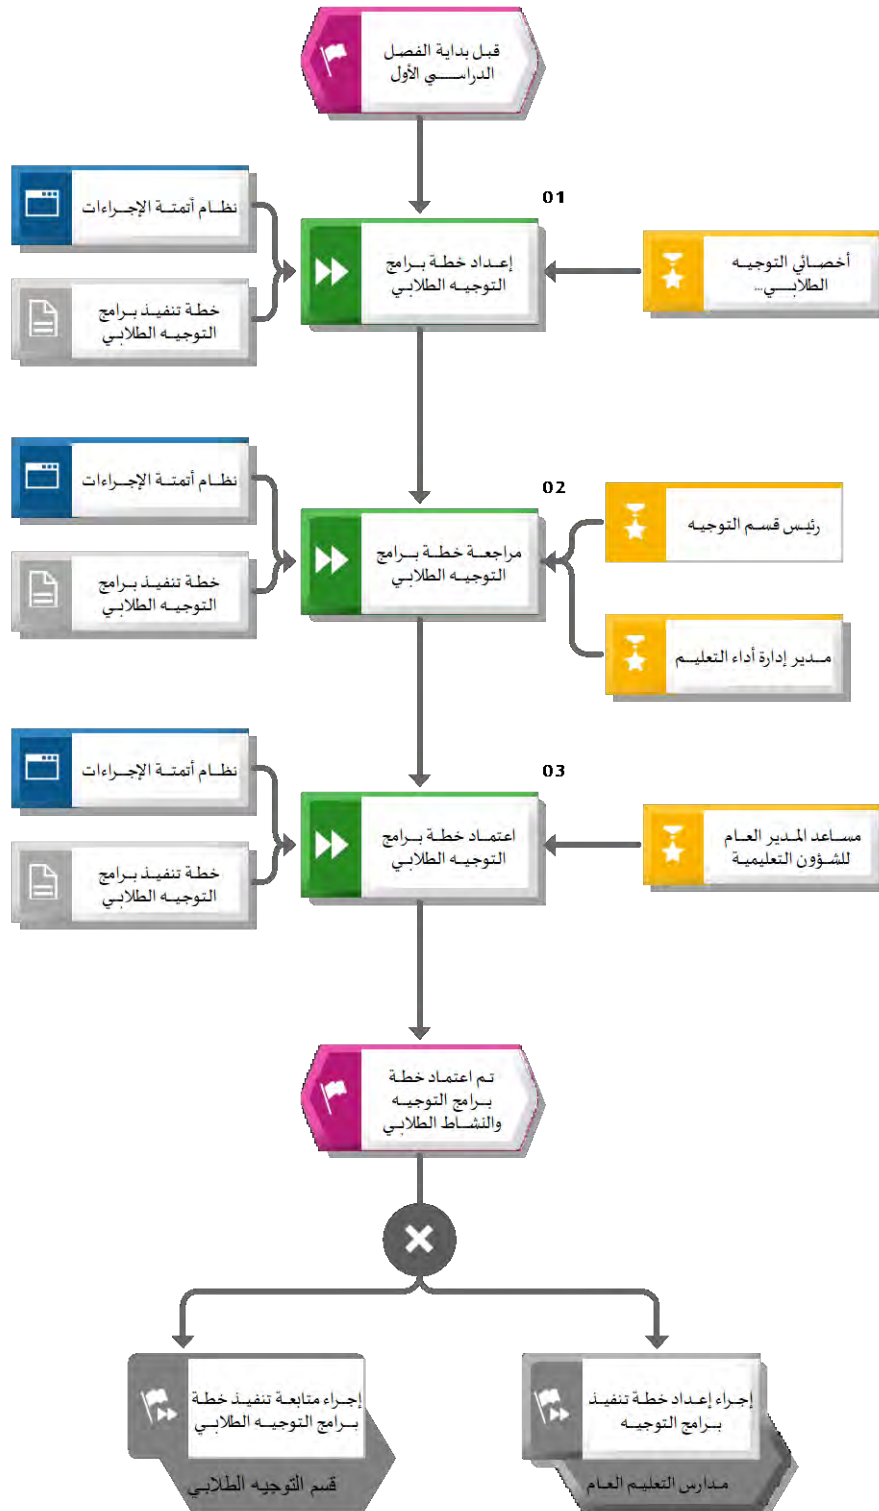 قبل بداية الفصل
الدراسي الأول
01
أخصائي التوجيه
الطلابي...
إعداد خطة برامج
التوجيه الطلابي
نظام أتمتة الإجراءات
خطة تنفيذ برامج
التوجيه الطلابي
02
رئيس قسم التوجيه
مدير إدارة أداء التعليم
مراجعة خطة برامج
التوجيه الطلابي
نظام أتمتة الإجراءات
خطة تنفيذ برامج
التوجيه الطلابي
03
مساعد المدير العام
للشؤون التعليمية
اعتماد خطة برامج
التوجيه الطلابي
نظام أتمتة الإجراءات
خطة تنفيذ برامج
التوجيه الطلابي
تم اعتماد خطة
برامج التوجيه
والنشاط الطلابي
إجراء إعداد خطة تنفيذ
برامج التوجيه
مدارس التعليم العام
إجراء متابعة تنفيذ خطة
برامج التوجيه الطلابي
قسم التوجيه الطلابي